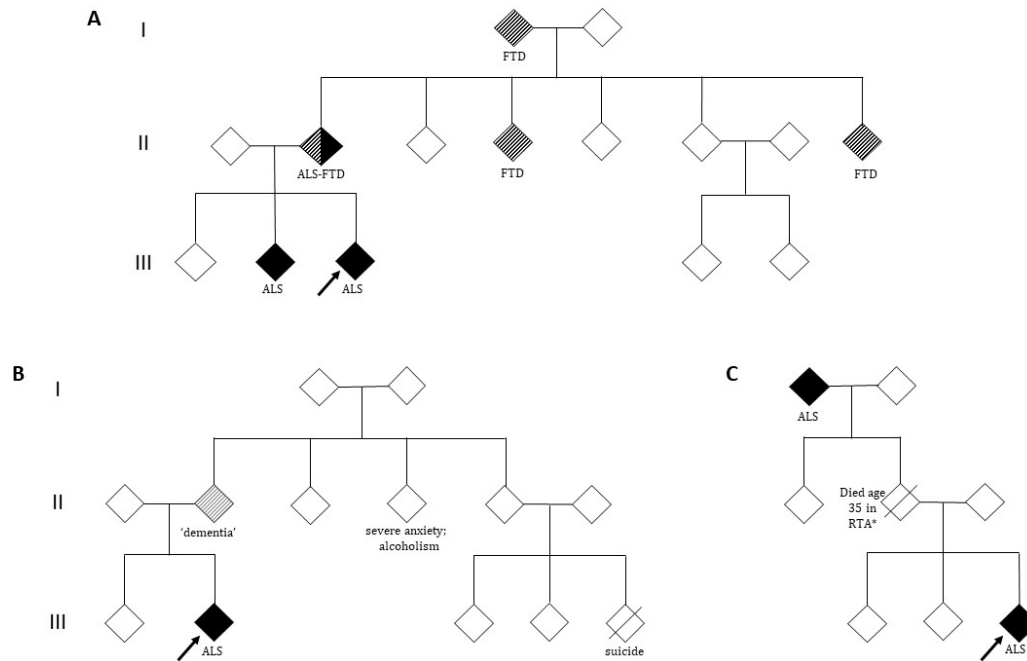 A
I
FTD
II
ALS-FTD
FTD
FTD
III
ALS
ALS
B
I
II
'dementia'
severe anxiety;
alcoholism
III
ALS
suicide
C
ALS
Died age
35 in
RTA*
ALS